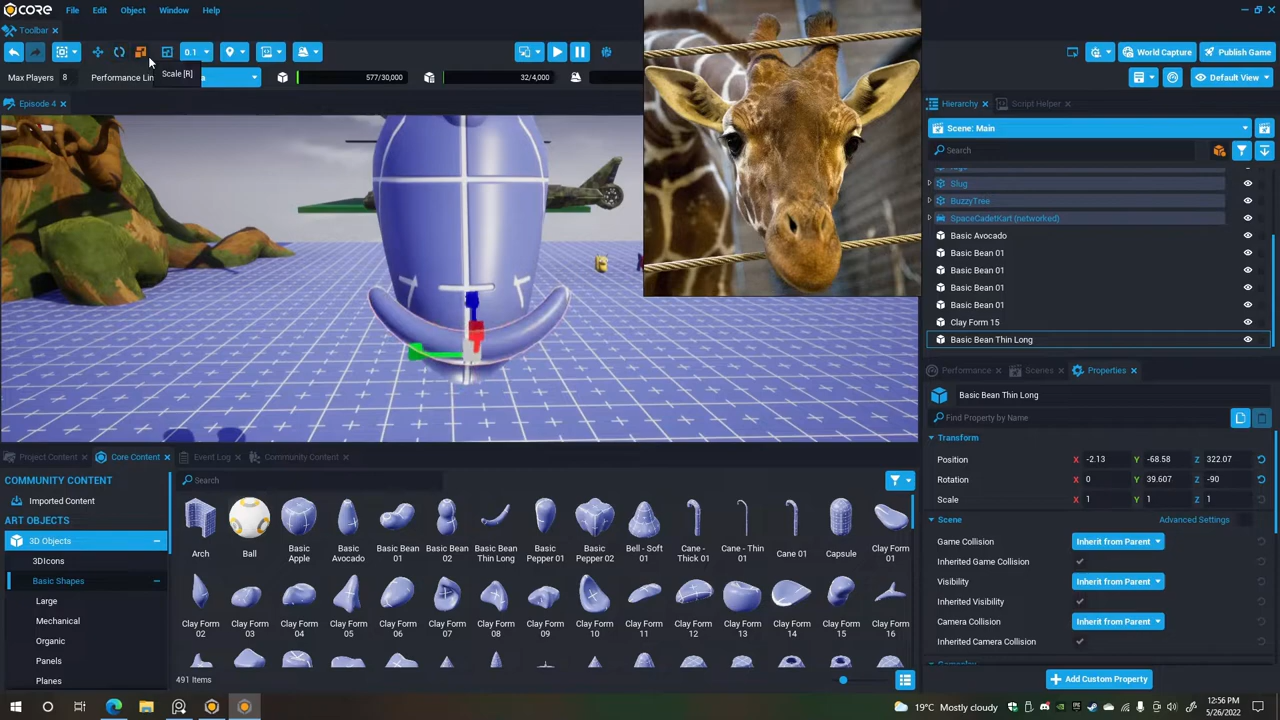 CORE
File
Edit
Object
Window
Help
Toolbar
0.1
World Capture
Publish Game
Scale [R]
Max Players
8
577/30,000
32/4,000
Default View
Episode 4
Hierarchy
Script Helper
Scene: Main
Search
Slug
BuzzyTree
SpaceCadetKart (networked)
Basic Avocado
Basic Bean 01
Basic Bean 01
Basic Bean 01
Basic Bean 01
Clay Form 15
Basic Bean Thin Long
Performance
Scenes
Properties
Basic Bean Thin Long
Find Property by Name
Transform
Position
X
-2.13
Y
-68.58
Z
322.07
Rotation
X
0
Y
39.607
Z
-90
Scale
X
1
Y
1
Z
1
Scene
Advanced Settings
Game Collision
Inherit from Parent
Inherited Game Collision
Visibility
Inherit from Parent
Inherited Visibility
Camera Collision
Inherit from Parent
Inherited Camera Collision
Add Custom Property
Project Content
Core Content
Event Log
Community Content
COMMUNITY CONTENT
Imported Content
ART OBJECTS
3D Objects
3DIcons
Basic Shapes
Large
Mechanical
Organic
Panels
Planes
Search
Arch
Ball
Basic Apple
Basic Avocado
Basic Bean 01
Basic Bean 02
Basic Bean Thin Long
Basic Pepper 01
Basic Pepper 02
Bell - Soft 01
Cane - Thick 01
Cane - Thin 01
Cane 01
Capsule
Clay Form 01
Clay Form 02
Clay Form 03
Clay Form 04
Clay Form 05
Clay Form 06
Clay Form 07
Clay Form 08
Clay Form 09
Clay Form 10
Clay Form 11
Clay Form 12
Clay Form 13
Clay Form 14
Clay Form 15
Clay Form 16
491 Items
19°C Mostly cloudy
12:56 PM
5/26/2022